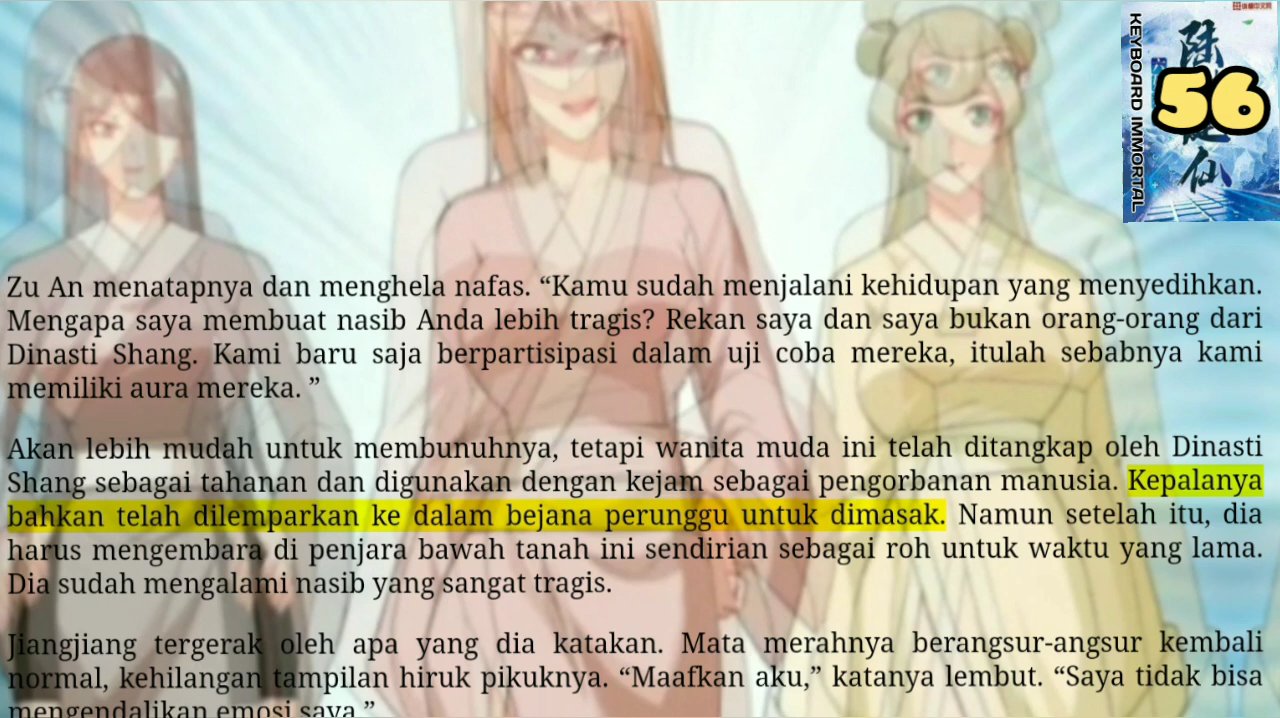 KEYBOARD IMMORTAL
56
仙
Zu An menatapnya dan menghela nafas. “Kamu sudah menjalani kehidupan yang menyedihkan.
Mengapa saya membuat nasib Anda lebih tragis? Rekan saya dan saya bukan orang-orang dari
Dinasti Shang. Kami baru saja berpartisipasi dalam uji coba mereka, itulah sebabnya kami
memiliki aura mereka. ”
Akan lebih mudah untuk membunuhnya, tetapi wanita muda ini telah ditangkap oleh Dinasti
Shang sebagai tahanan dan digunakan dengan kejam sebagai pengorbanan manusia. Kepalanya
bahkan telah dilemparkan ke dalam bejana perunggu untuk dimasak. Namun setelah itu, dia
harus mengembara di penjara bawah tanah ini sendirian sebagai roh untuk waktu yang lama.
Dia sudah mengalami nasib yang sangat tragis.
Jiangjiang tergerak oleh apa yang dia katakan. Mata merahnya berangsur-angsur kembali
normal, kehilangan tampilan hiruk pikuknya. “Maafkan aku,” katanya lembut. “Saya tidak bisa
mengendalikan emosi saya.”